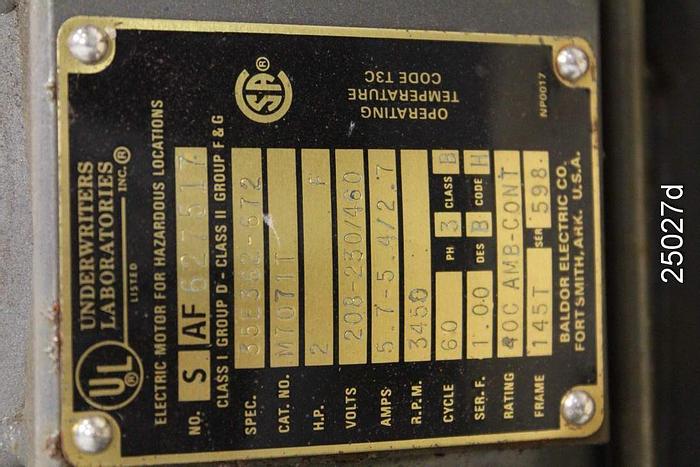 UL ®
UNDERWRITERS
LABORATORIES INC.®
LISTED
ELECTRIC MOTOR FOR HAZARDOUS LOCATIONS
NO. S AF 627517
CLASS I GROUP D - CLASS II GROUP F & G
SPEC. 35E382-672
CAT. NO. M7071T
H.P. 2 F
VOLTS 208-230/460
AMPS 5.7-5.4/2.7
R.P.M. 3450
CYCLE 60 PH 3 CLASS B
SER. F. 1.00 DES B CODE H
RATING 40C AMB-CONT
FRAME 145T SER 598
BALDOR ELECTRIC CO.
FORT SMITH, ARK. U.S.A.
SA ®
OPERATING
TEMPERATURE
CODE T3C
NP0017
25027d